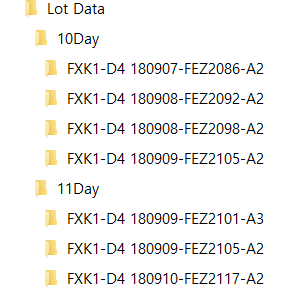 Lot Data
10Day
FXK1-D4 180907-FEZ2086-A2
FXK1-D4 180908-FEZ2092-A2
FXK1-D4 180908-FEZ2098-A2
FXK1-D4 180909-FEZ2105-A2
11Day
FXK1-D4 180909-FEZ2101-A3
FXK1-D4 180909-FEZ2105-A2
FXK1-D4 180910-FEZ2117-A2